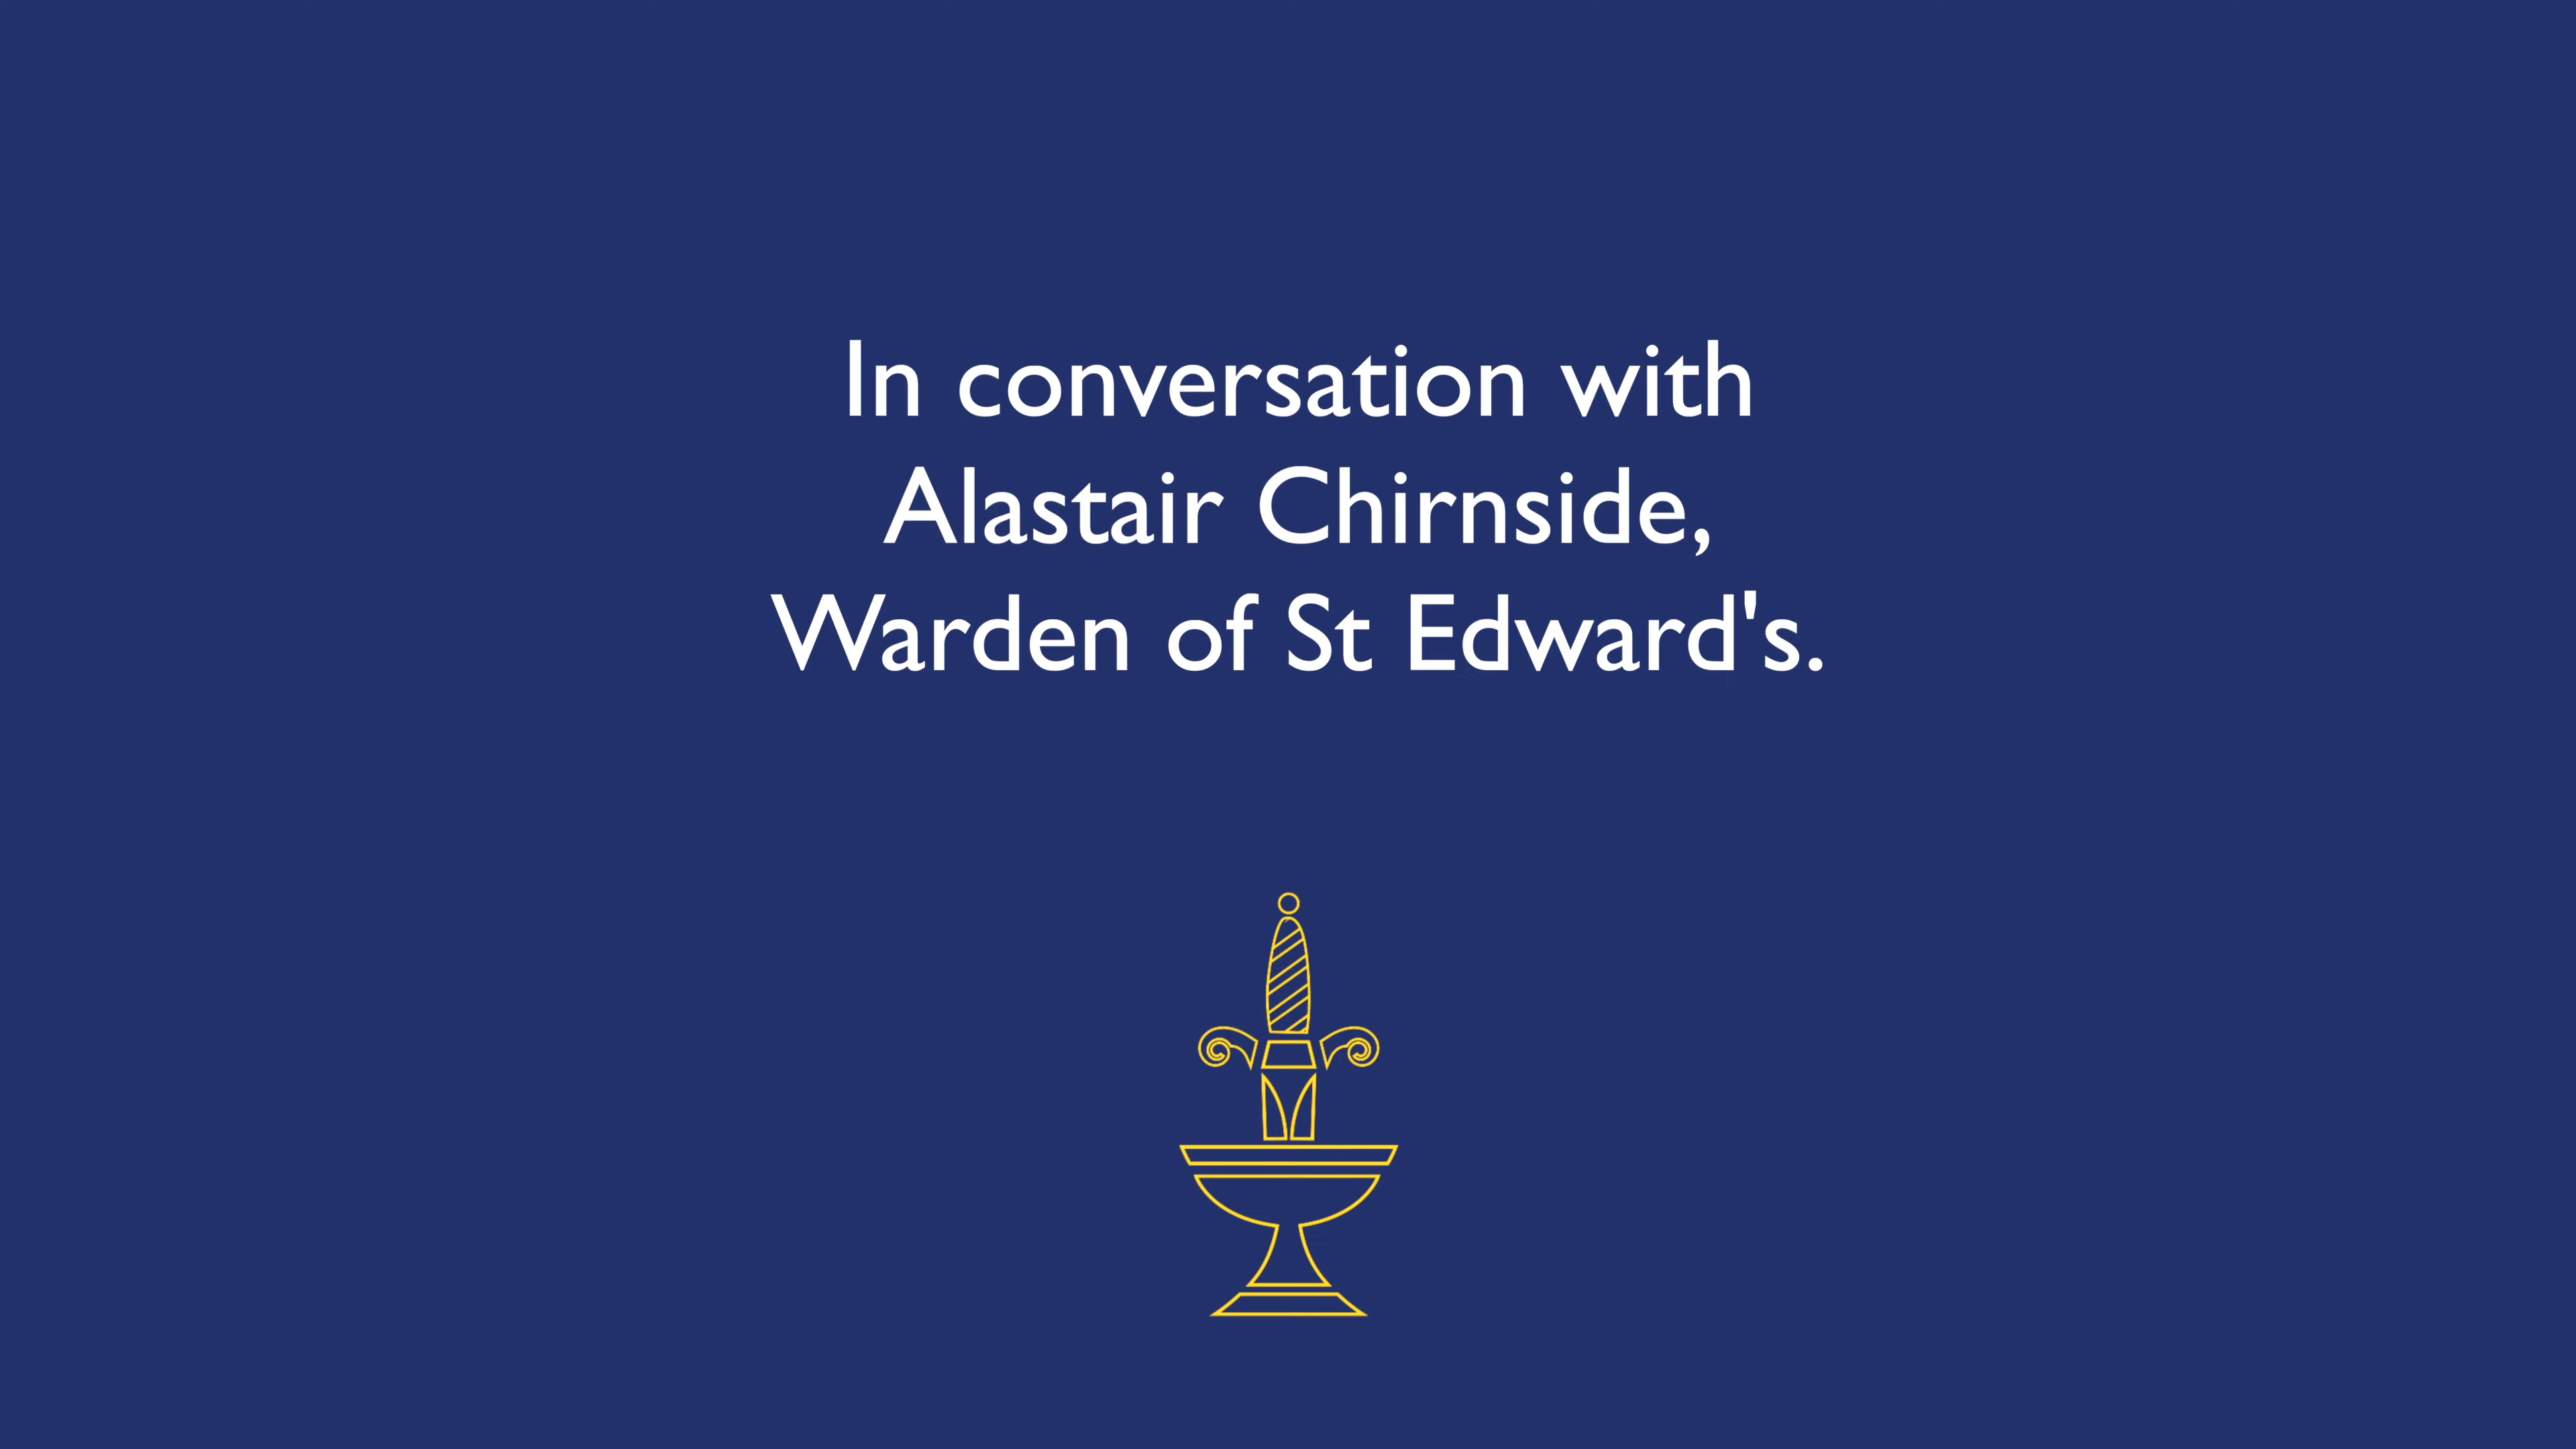 In conversation with
Alastair Chirnside,
Warden of St Edward's.